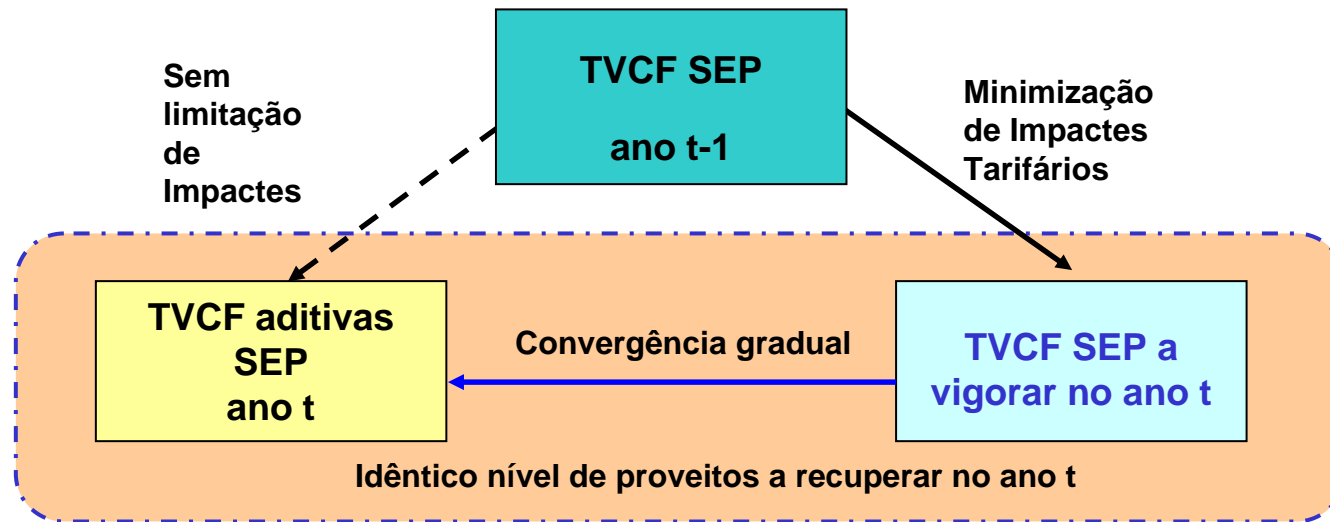 TVCF SEP
ano t-1
Sem
limitação
de
Impactes
Minimização
de Impactes
Tarifários
TVCF aditivas
SEP
ano t
Convergência gradual
TVCF SEP a
vigorar no ano t
Idêntico nível de proveitos a recuperar no ano t